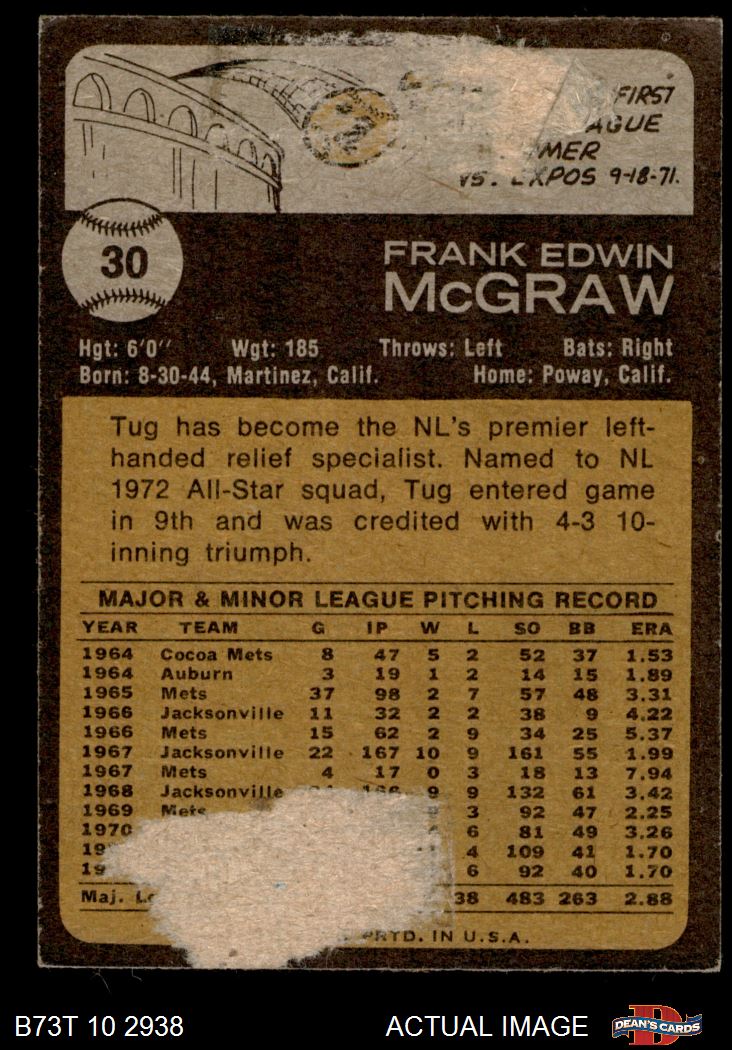 FIRST
VS. EXPOS 9-18-71.
30
FRANK EDWIN
McGRAW
Hgt: 6'0" Wgt: 185 Throws: Left Bats: Right
Born: 8-30-44, Martinez, Calif. Home: Poway, Calif.
Tug has become the NL's premier left-
handed relief specialist. Named to NL
1972 All-Star squad, Tug entered game
in 9th and was credited with 4-3 10-
inning triumph.
MAJOR & MINOR LEAGUE PITCHING RECORD
YEAR TEAM G IP W L SO BB ERA
1964 Cocoa Mets 8 47 5 2 52 37 1.53
1964 Auburn 3 19 1 2 14 15 1.89
1965 Mets 37 98 2 7 57 48 3.31
1966 Jacksonville 11 32 2 2 38 9 4.22
1966 Mets 15 62 2 9 34 25 5.37
1967 Jacksonville 22 167 10 9 161 55 1.99
1967 Mets 4 17 0 3 18 13 7.94
1968 Jacksonville 9 9 132 61 3.42
1969 Mets 3 92 47 2.25
1970 6 81 49 3.26
4 109 41 1.70
6 92 40 1.70
Maj. 38 483 263 2.88
PRTD. IN U.S.A.
B73T 10 2938 ACTUAL IMAGE DEAN'S CARDS